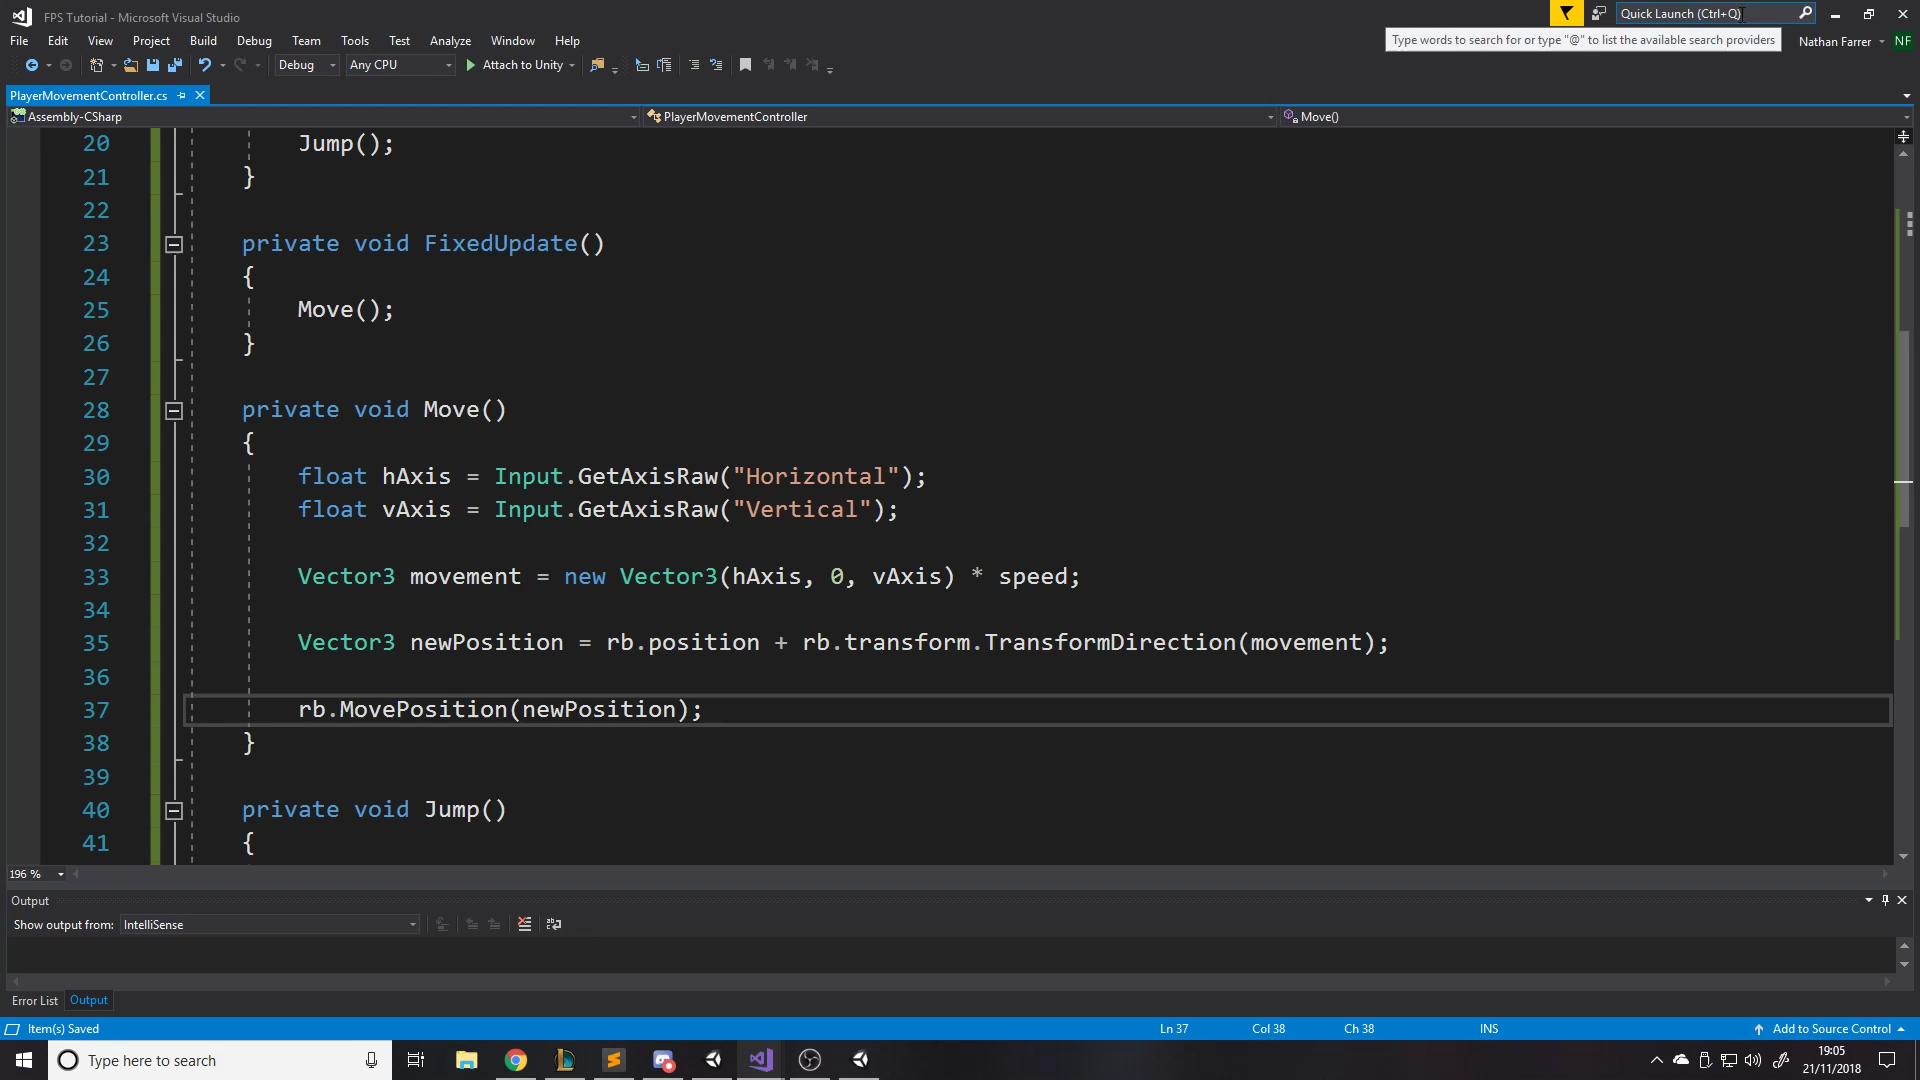 FPS Tutorial - Microsoft Visual Studio
Quick Launch (Ctrl+Q)
File Edit View Project Build Debug Team Tools Test Analyze Window Help
Type words to search for or type "@" to list the available search providers
Nathan Farrer NF
Debug Any CPU Attach to Unity
PlayerMovementController.cs
Assembly-CSharp PlayerMovementController Move()
20 Jump();
21 }
22
23 private void FixedUpdate()
24 {
25 Move();
26 }
27
28 private void Move()
29 {
30 float hAxis = Input.GetAxisRaw("Horizontal");
31 float vAxis = Input.GetAxisRaw("Vertical");
32
33 Vector3 movement = new Vector3(hAxis, 0, vAxis) * speed;
34
35 Vector3 newPosition = rb.position + rb.transform.TransformDirection(movement);
36
37 rb.MovePosition(newPosition);
38 }
39
40 private void Jump()
41 {
196 %
Output
Show output from: IntelliSense
Error List Output
Item(s) Saved Ln 37 Col 38 Ch 38 INS Add to Source Control
Type here to search
19:05
21/11/2018